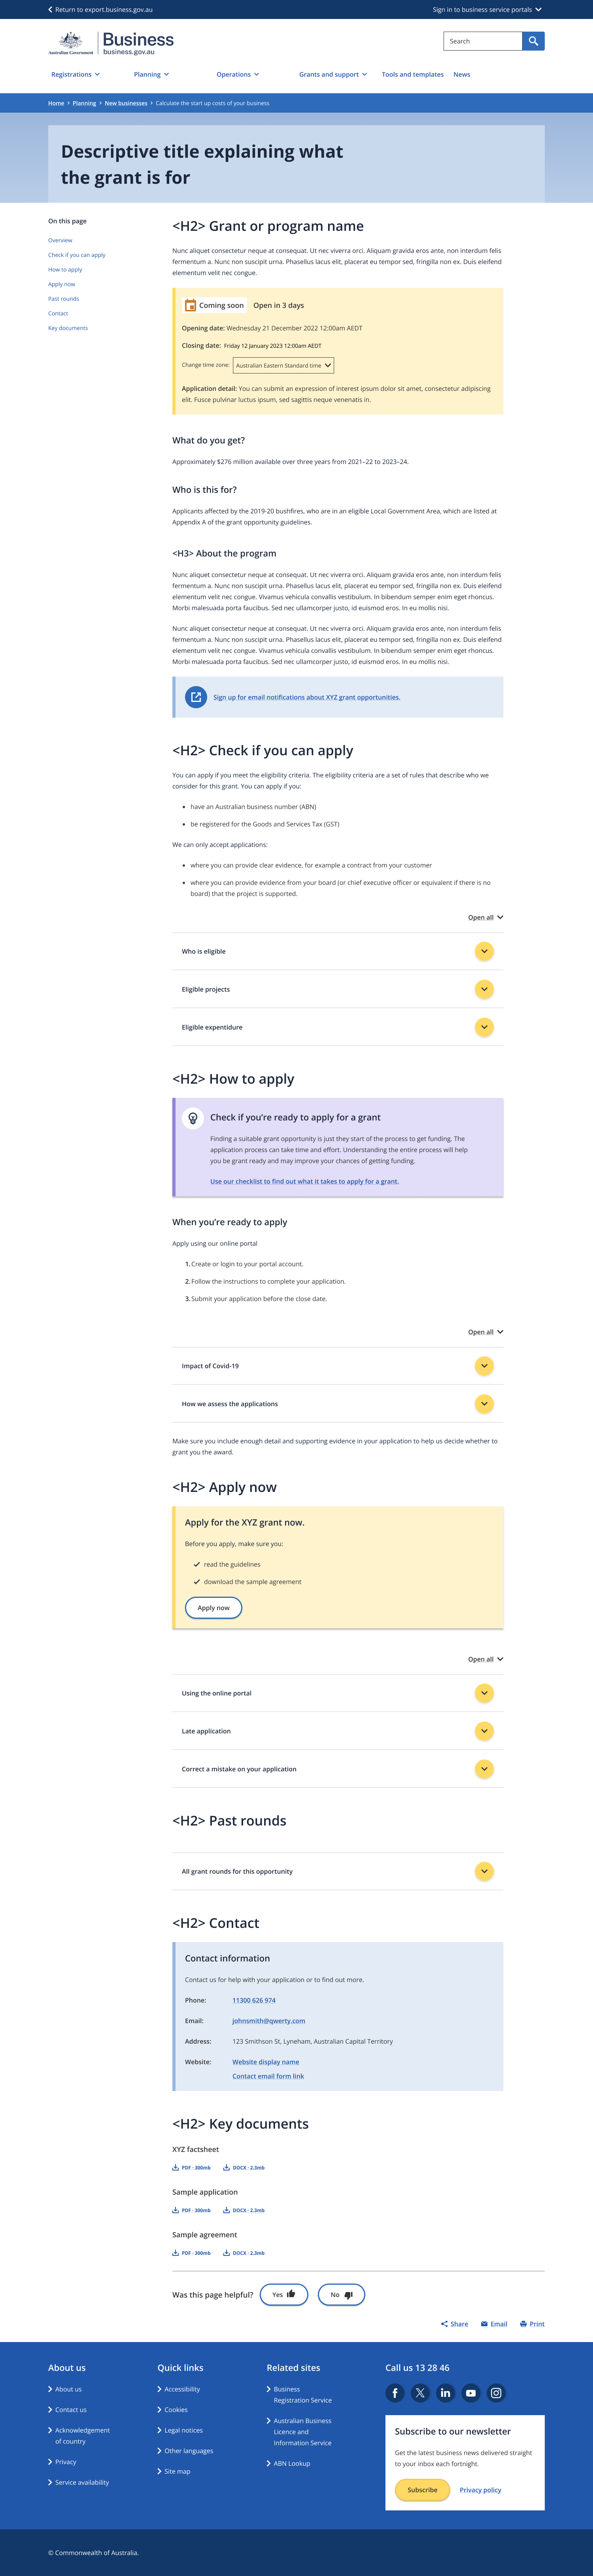 Return to export.business.gov.au
Sign in to business service portals
Australian Government
Business
business.gov.au
Search
Registrations
Planning
Operations
Grants and support
Tools and templates
News
Home
Planning
New businesses
Calculate the start up costs of your business
Descriptive title explaining what
the grant is for
On this page
Overview
Check if you can apply
How to apply
Apply now
Past rounds
Contact
Key documents
<H2> Grant or program name
Nunc aliquet consectetur neque at consequat. Ut nec viverra orci. Aliquam gravida eros ante, non interdum felis
fermentum a. Nunc non suscipit urna. Phasellus lacus elit, placerat eu tempor sed, fringilla non ex. Duis eleifend
elementum velit nec congue.
Coming soon
Open in 3 days
Opening date: Wednesday 21 December 2022 12:00am AEDT
Closing date: Friday 12 January 2023 12:00am AEDT
Change time zone:
Australian Eastern Standard time
Application detail: You can submit an expression of interest ipsum dolor sit amet, consectetur adipiscing
elit. Fusce pulvinar luctus ipsum, sed sagittis neque venenatis in.
What do you get?
Approximately $276 million available over three years from 2021–22 to 2023–24.
Who is this for?
Applicants affected by the 2019-20 bushfires, who are in an eligible Local Government Area, which are listed at
Appendix A of the grant opportunity guidelines.
<H3> About the program
Nunc aliquet consectetur neque at consequat. Ut nec viverra orci. Aliquam gravida eros ante, non interdum felis
fermentum a. Nunc non suscipit urna. Phasellus lacus elit, placerat eu tempor sed, fringilla non ex. Duis eleifend
elementum velit nec congue. Vivamus vehicula convallis vestibulum. In bibendum semper enim eget rhoncus.
Morbi malesuada porta faucibus. Sed nec ullamcorper justo, id euismod eros. In eu mollis nisi.
Nunc aliquet consectetur neque at consequat. Ut nec viverra orci. Aliquam gravida eros ante, non interdum felis
fermentum a. Nunc non suscipit urna. Phasellus lacus elit, placerat eu tempor sed, fringilla non ex. Duis eleifend
elementum velit nec congue. Vivamus vehicula convallis vestibulum. In bibendum semper enim eget rhoncus.
Morbi malesuada porta faucibus. Sed nec ullamcorper justo, id euismod eros. In eu mollis nisi.
Sign up for email notifications about XYZ grant opportunities.
<H2> Check if you can apply
You can apply if you meet the eligibility criteria. The eligibility criteria are a set of rules that describe who we
consider for this grant. You can apply if you:
• have an Australian business number (ABN)
• be registered for the Goods and Services Tax (GST)
We can only accept applications:
• where you can provide clear evidence, for example a contract from your customer
• where you can provide evidence from your board (or chief executive officer or equivalent if there is no
board) that the project is supported.
Open all
Who is eligible
Eligible projects
Eligible expentidure
<H2> How to apply
Check if you’re ready to apply for a grant
Finding a suitable grant opportunity is just they start of the process to get funding. The
application process can take time and effort. Understanding the entire process will help
you be grant ready and may improve your chances of getting funding.
Use our checklist to find out what it takes to apply for a grant.
When you’re ready to apply
Apply using our online portal
1. Create or login to your portal account.
2. Follow the instructions to complete your application.
3. Submit your application before the close date.
Open all
Impact of Covid-19
How we assess the applications
Make sure you include enough detail and supporting evidence in your application to help us decide whether to
grant you the award.
<H2> Apply now
Apply for the XYZ grant now.
Before you apply, make sure you:
read the guidelines
download the sample agreement
Apply now
Open all
Using the online portal
Late application
Correct a mistake on your application
<H2> Past rounds
All grant rounds for this opportunity
<H2> Contact
Contact information
Contact us for help with your application or to find out more.
Phone: 11300 626 974
Email: johnsmith@qwerty.com
Address: 123 Smithson St, Lyneham, Australian Capital Territory
Website: Website display name
Contact email form link
<H2> Key documents
XYZ factsheet
PDF - 300mb DOCX - 2.3mb
Sample application
PDF - 300mb DOCX - 2.3mb
Sample agreement
PDF - 300mb DOCX - 2.3mb
Was this page helpful? Yes No
Share Email Print
About us
About us
Contact us
Acknowledgement
of country
Privacy
Service availability
Quick links
Accessibility
Cookies
Legal notices
Other languages
Site map
Related sites
Business
Registration Service
Australian Business
Licence and
Information Service
ABN Lookup
Call us 13 28 46
Subscribe to our newsletter
Get the latest business news delivered straight
to your inbox each fortnight.
Subscribe
Privacy policy
© Commonwealth of Australia.